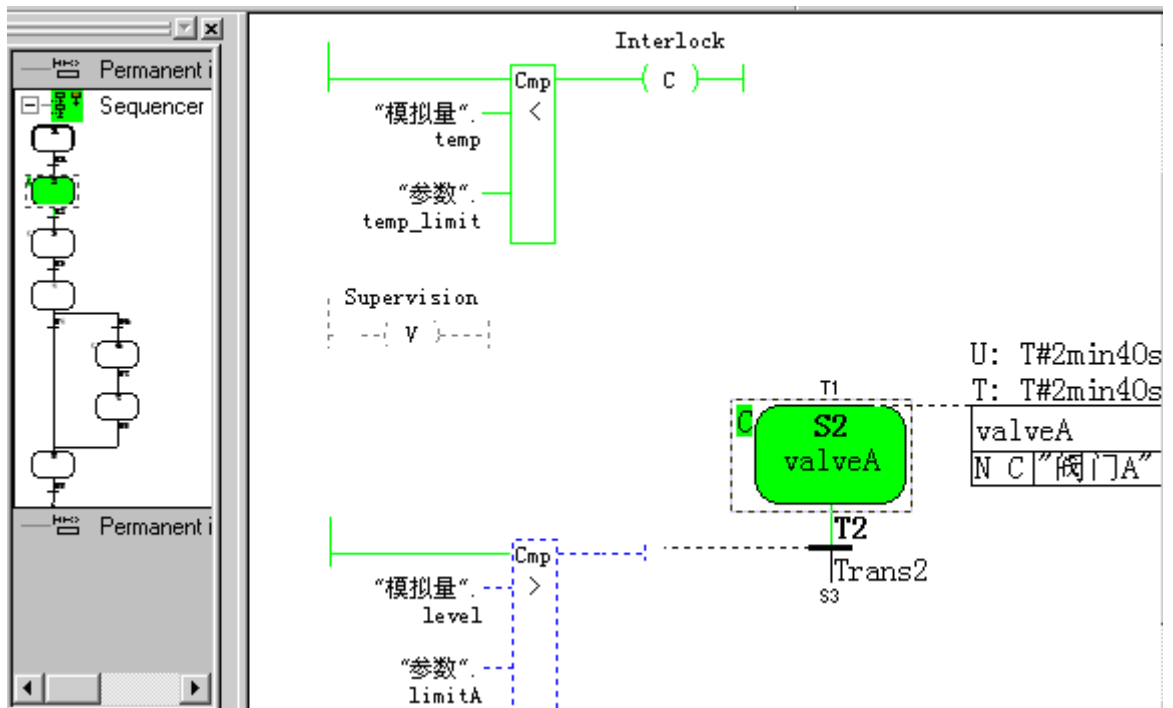 Permanent i
Sequencer
Permanent i
Interlock
Cmp
( C )
<
"模拟量".
temp
"参数".
temp_limit
Supervision
V
U: T#2min40s
T: T#2min40s
T1
C
S2
valveA
valveA
N C "阀门A"
T2
Trans2
S3
Cmp
>
"模拟量".
level
"参数".
limitA